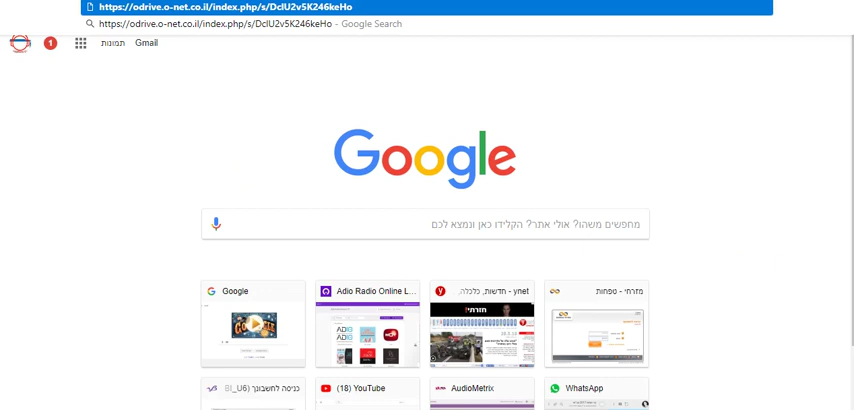 https://odrive.o-net.co.il/index.php/s/DclU2v5K246keHo
https://odrive.o-net.co.il/index.php/s/DclU2v5K246keHo - Google Search
1 תמונות Gmail
Google
מחפשים משהו? אולי אתר? הקלידו כאן ונמצא לכם
Google
Adio Radio Online L...
ynet - חדשות, כלכלה...
מזרחי - טפחות
חזרתי!
כניסה לחשבונך (BI_U6
(18) YouTube
AudioMetrix
WhatsApp